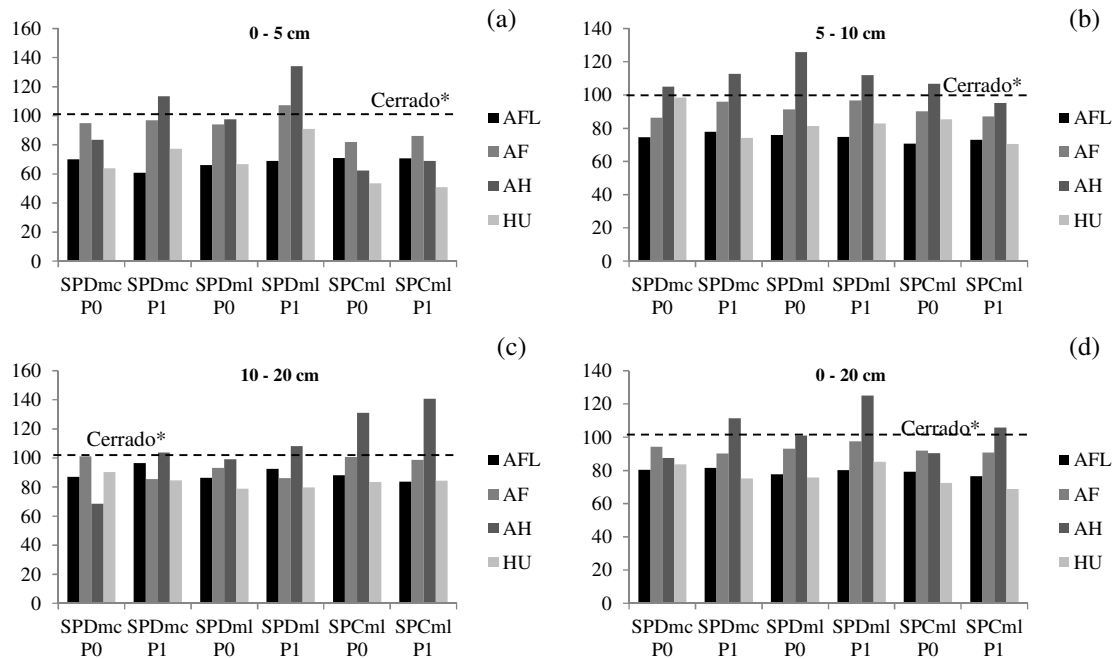 (a)
0 - 5 cm
160
140
120
100
80
60
40
20
0
Cerrado*
AFL
AF
AH
HU
SPDmc SPDmc SPDml SPDml SPCml SPCml
P0 P1 P0 P1 P0 P1
(b)
5 - 10 cm
140
120
100
80
60
40
20
0
Cerrado*
AFL
AF
AH
HU
SPDmc SPDmc SPDml SPDml SPCml SPCml
P0 P1 P0 P1 P0 P1
(c)
10 - 20 cm
160
140
120
100
80
60
40
20
0
Cerrado*
AFL
AF
AH
HU
SPDmc SPDmc SPDml SPDml SPCml SPCml
P0 P1 P0 P1 P0 P1
(d)
0 - 20 cm
140
120
100
80
60
40
20
0
Cerrado*
AFL
AF
AH
HU
SPDmc SPDmc SPDml SPDml SPCml SPCml
P0 P1 P0 P1 P0 P1